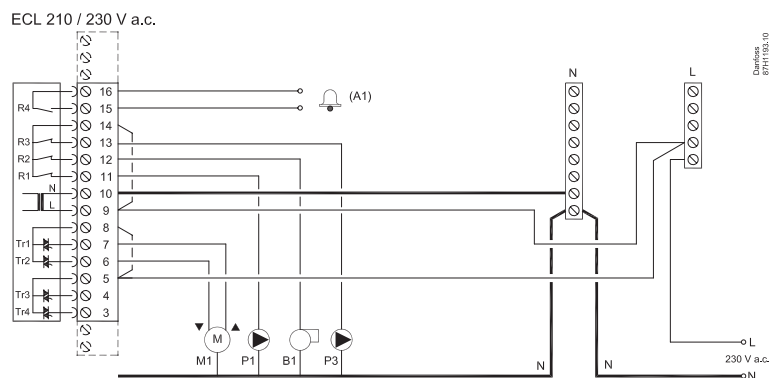 ECL 210 / 230 V a.c.
Danfoss
87H1193.10
N
L
16
(A1)
R4
15
14
R3
13
R2
12
R1
11
N
10
L
9
8
Tr1
7
Tr2
6
5
Tr3
4
Tr4
3
M
M1
P1
B1
P3
L
230 V a.c.
N
N
N